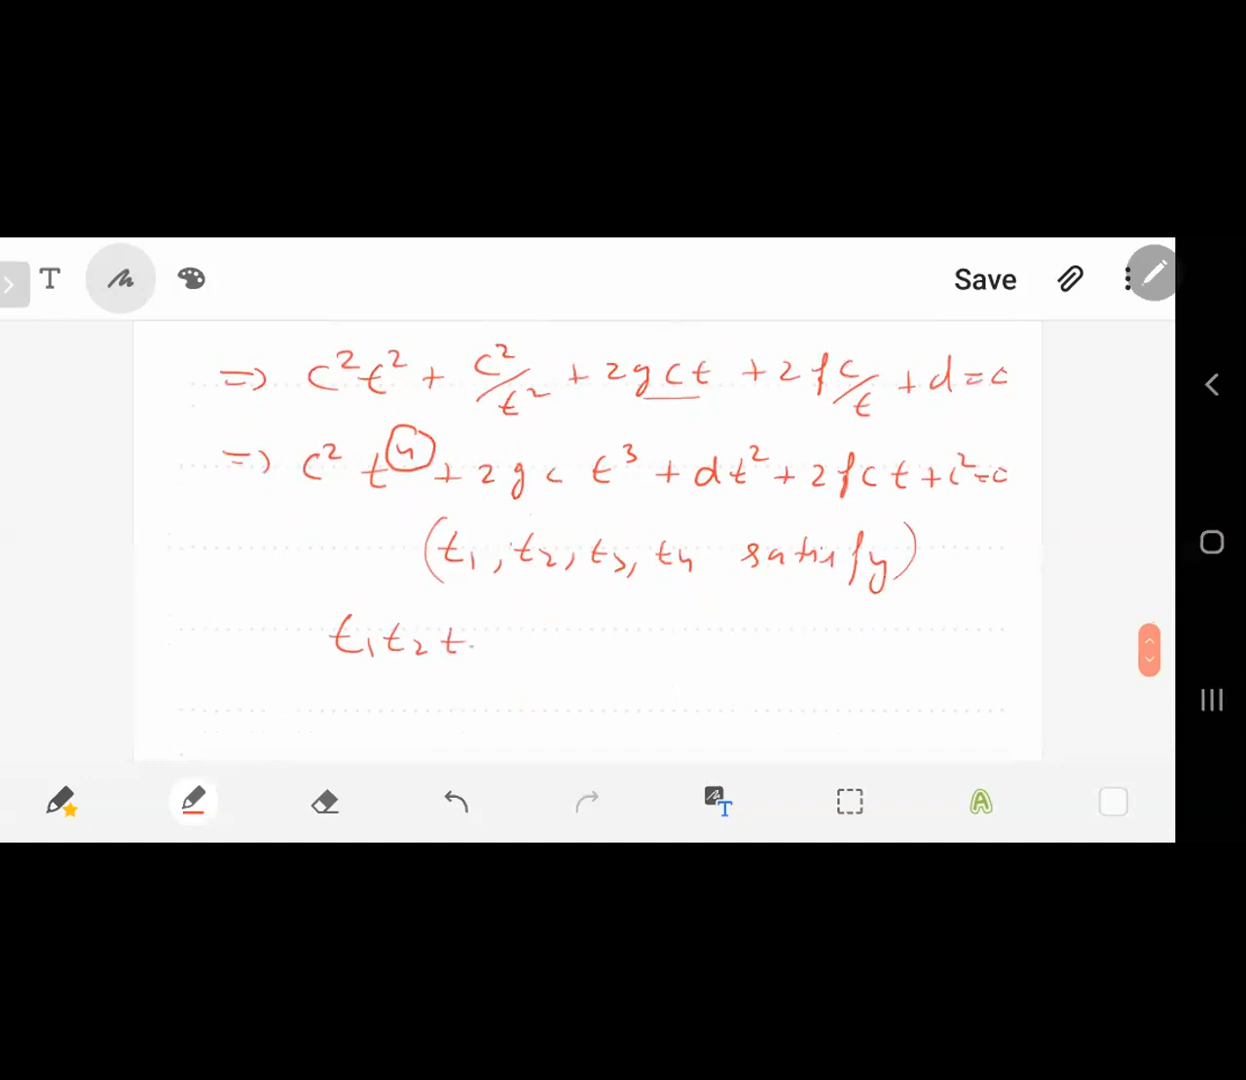 T
Save
=> c²t² + c²/t² + 2gct + 2fc/t + d=0
=> c² t⁴ + 2gc t³ + dt² + 2fct + c²=0
(t₁, t₂, t₃, t₄ satisfy)
t₁t₂t
T
A